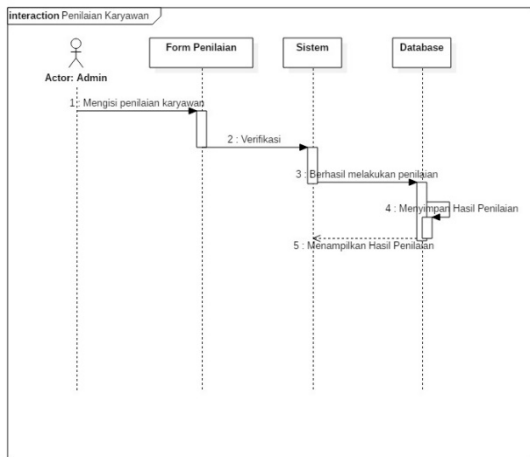 interaction Penilaian Karyawan
Form Penilaian
Sistem
Database
Actor: Admin
1 : Mengisi penilaian karyawan
2 : Verifikasi
3 : Berhasil melakukan penilaian
4 : Menyimpan Hasil Penilaian
5 : Menampilkan Hasil Penilaian